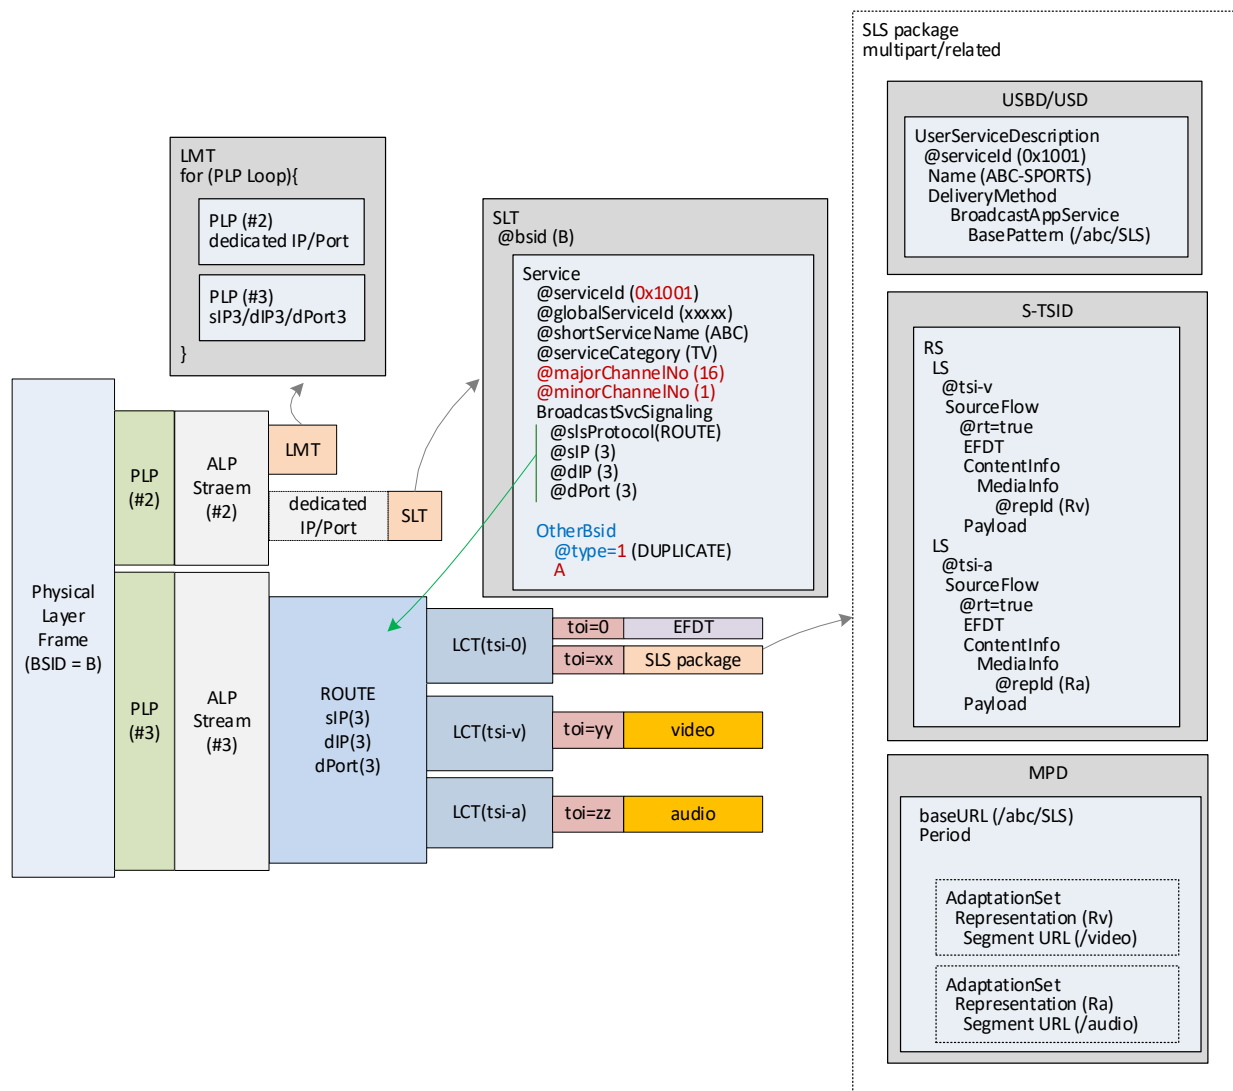 SLS package
multipart/related
USBD/USD
UserServiceDescription
@serviceId (0x1001)
Name (ABC-SPORTS)
DeliveryMethod
BroadcastAppService
BasePattern (/abc/SLS)
LMT
for (PLP Loop){
PLP (#2)
dedicated IP/Port
PLP (#3)
sIP3/dIP3/dPort3
}
SLT
@bsid (B)
Service
@serviceId (0x1001)
@globalServiceId (xxxxx)
@shortServiceName (ABC)
@serviceCategory (TV)
@majorChannelNo (16)
@minorChannelNo (1)
BroadcastSvcSignaling
@slsProtocol(ROUTE)
@sIP (3)
@dIP (3)
@dPort (3)
OtherBsid
@type=1 (DUPLICATE)
A
S-TSID
RS
LS
@tsi-v
SourceFlow
@rt=true
EFDT
ContentInfo
MediaInfo
@repId (Rv)
Payload
LS
@tsi-a
SourceFlow
@rt=true
EFDT
ContentInfo
MediaInfo
@repId (Ra)
Payload
Physical
Layer
Frame
(BSID = B)
PLP
(#2)
ALP
Straem
(#2)
LMT
dedicated
IP/Port
SLT
PLP
(#3)
ALP
Stream
(#3)
ROUTE
sIP(3)
dIP(3)
dPort(3)
LCT(tsi-0)
toi=0
EFDT
toi=xx
SLS package
LCT(tsi-v)
toi=yy
video
LCT(tsi-a)
toi=zz
audio
MPD
baseURL (/abc/SLS)
Period
AdaptationSet
Representation (Rv)
Segment URL (/video)
AdaptationSet
Representation (Ra)
Segment URL (/audio)